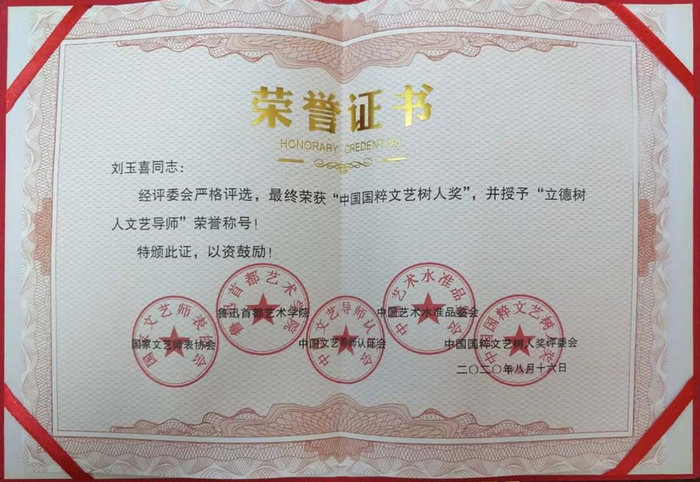 荣誉证书
HONORARY CREDENTIAL
刘玉喜同志：
经评委会严格评选，最终荣获“中国国粹文艺树人奖”，并授予“立德树
人文艺导师”荣誉称号！
特颁此证，以资鼓励！
鲁迅首都艺术学院
中国艺术水准品鉴会
国家文艺师表协会
中国文艺导师认证会
中国国粹文艺树人奖评委会
二〇二〇年八月十六日